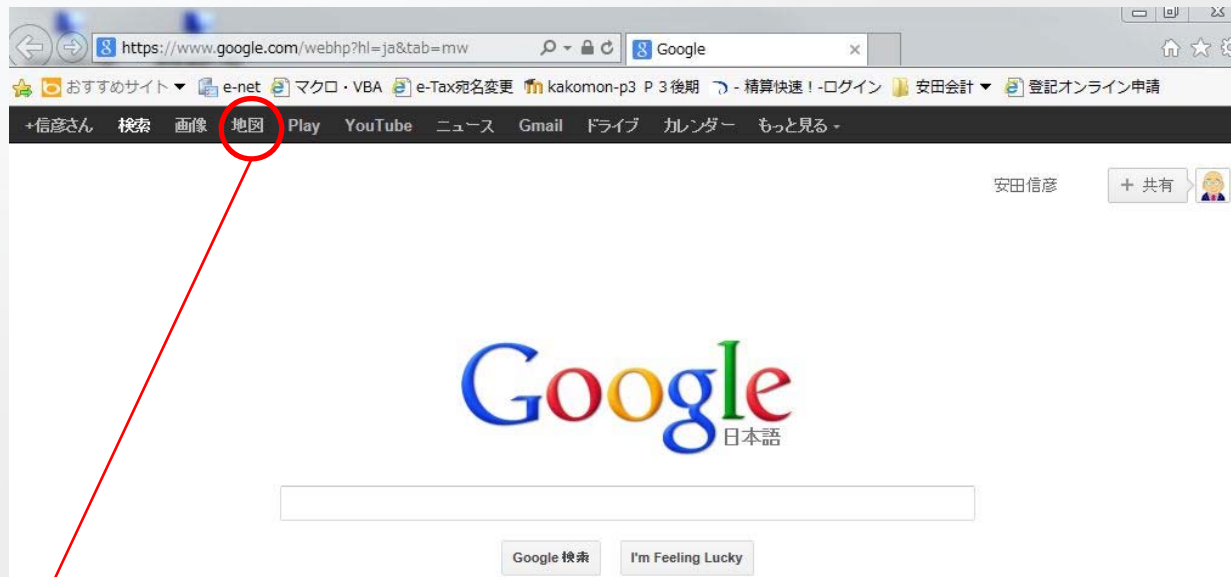 8 https://www.google.com/webhp?hl=ja&tab=mw 8 Google
おすすめサイト ▼ e-net マクロ・VBA e-Tax宛名変更 kakomon-p3 P 3 後期 - 精算快速！-ログイン 安田会計 ▼ 登記オンライン申請
+信彦さん 検索 画像 地図 Play YouTube ニュース Gmail ドライブ カレンダー もっと見る
安田信彦 + 共有
Google
日本語
Google 検索 I'm Feeling Lucky